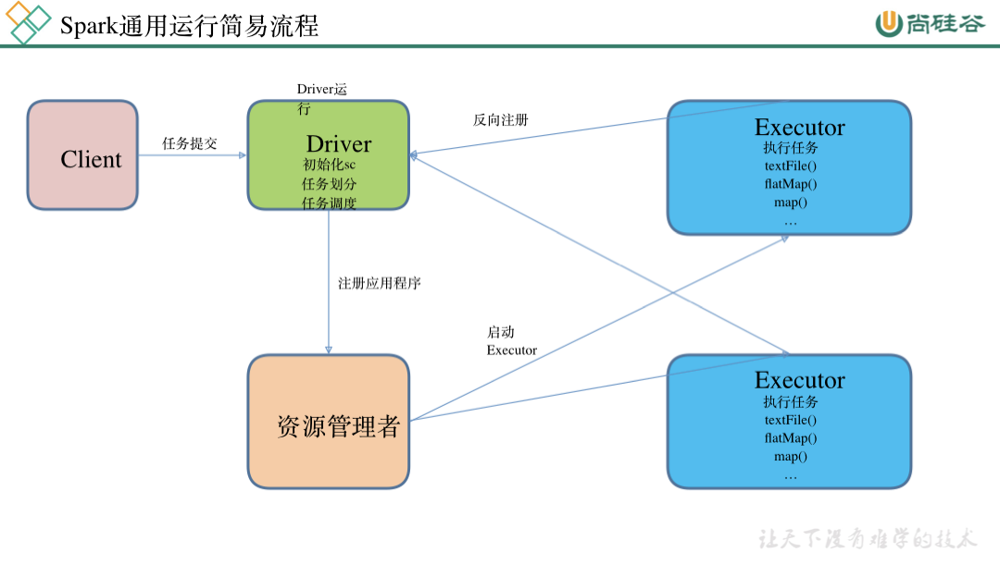 Spark通用运行简易流程
尚硅谷
Driver运
行
Client
任务提交
Driver
初始化sc
任务划分
任务调度
反向注册
Executor
执行任务
textFile()
flatMap()
map()
…
注册应用程序
启动
Executor
资源管理者
Executor
执行任务
textFile()
flatMap()
map()
…
让天下没有难学的技术